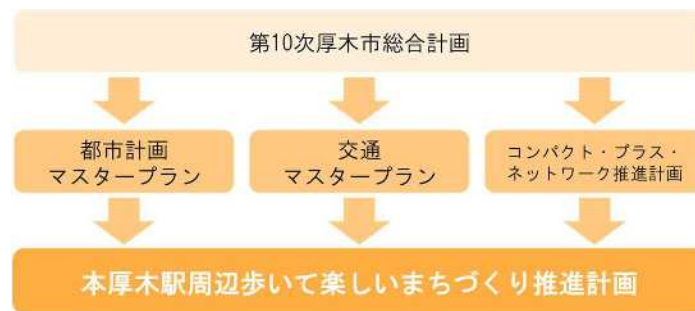 第10次厚木市総合計画
都市計画
マスタープラン
交通
マスタープラン
コンパクト・プラス・
ネットワーク推進計画
本厚木駅周辺歩いて楽しいまちづくり推進計画